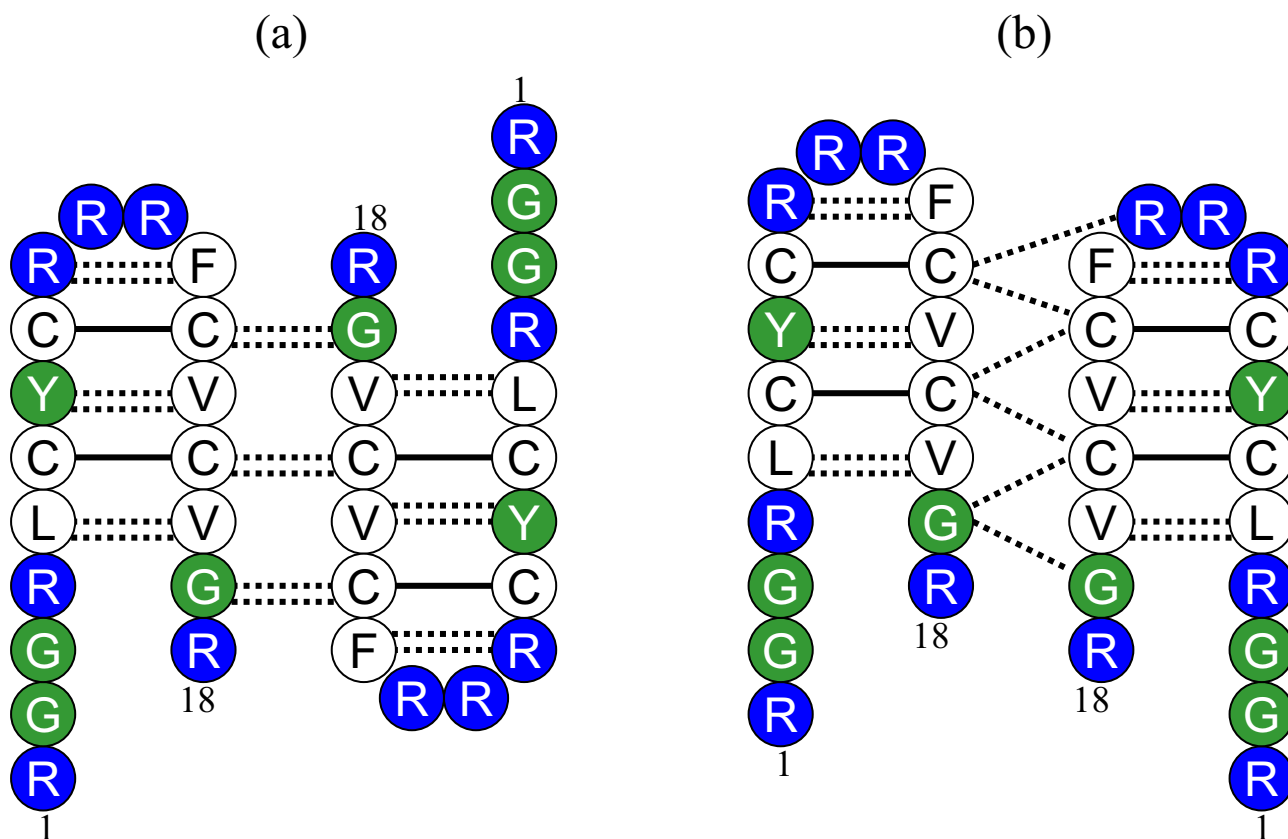 (a)
1
R
G
R R
18
R F R G
C C G R
Y V V L
C C C C
L V V Y
R G C C
G R F R
18
R R
G
R
1
(b)
R R
R F
R R
C C F R
Y V C C
C C V Y
L V C C
R G V L
G R G R
18
G R G
18
R G
1
R
1